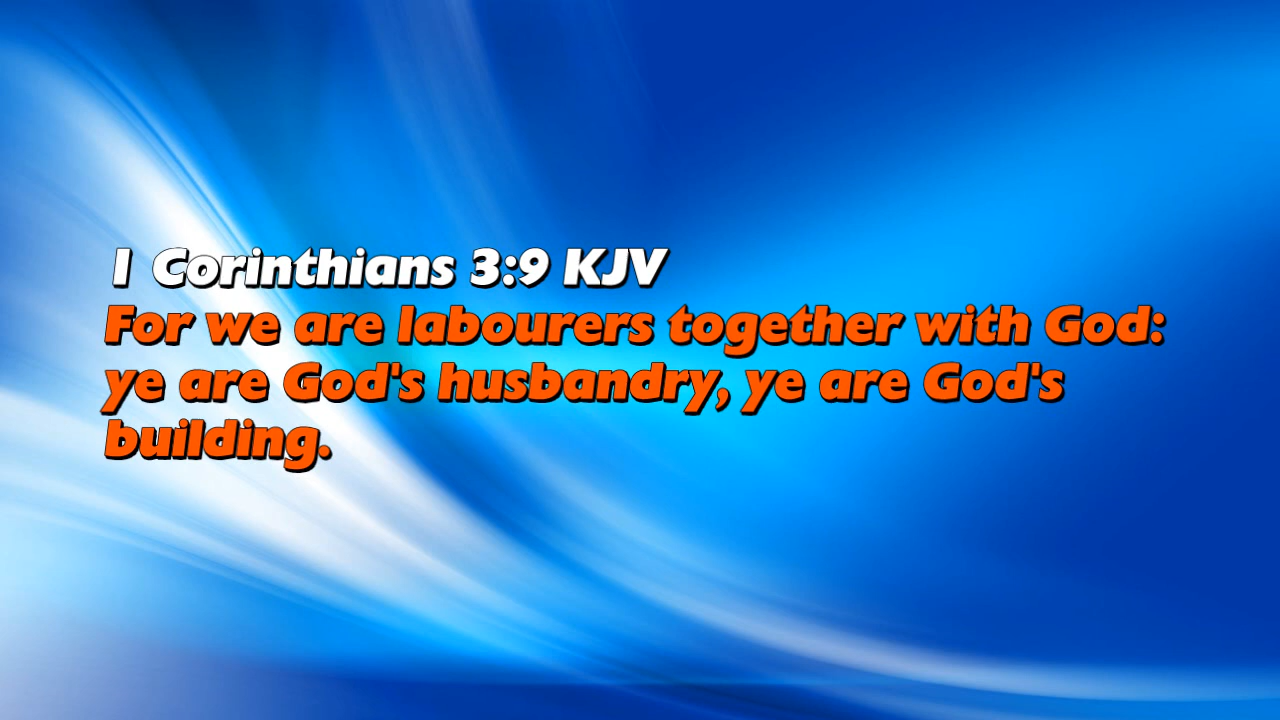 1 Corinthians 3:9 KJV
For we are labourers together with God:
ye are God's husbandry, ye are God's
building.